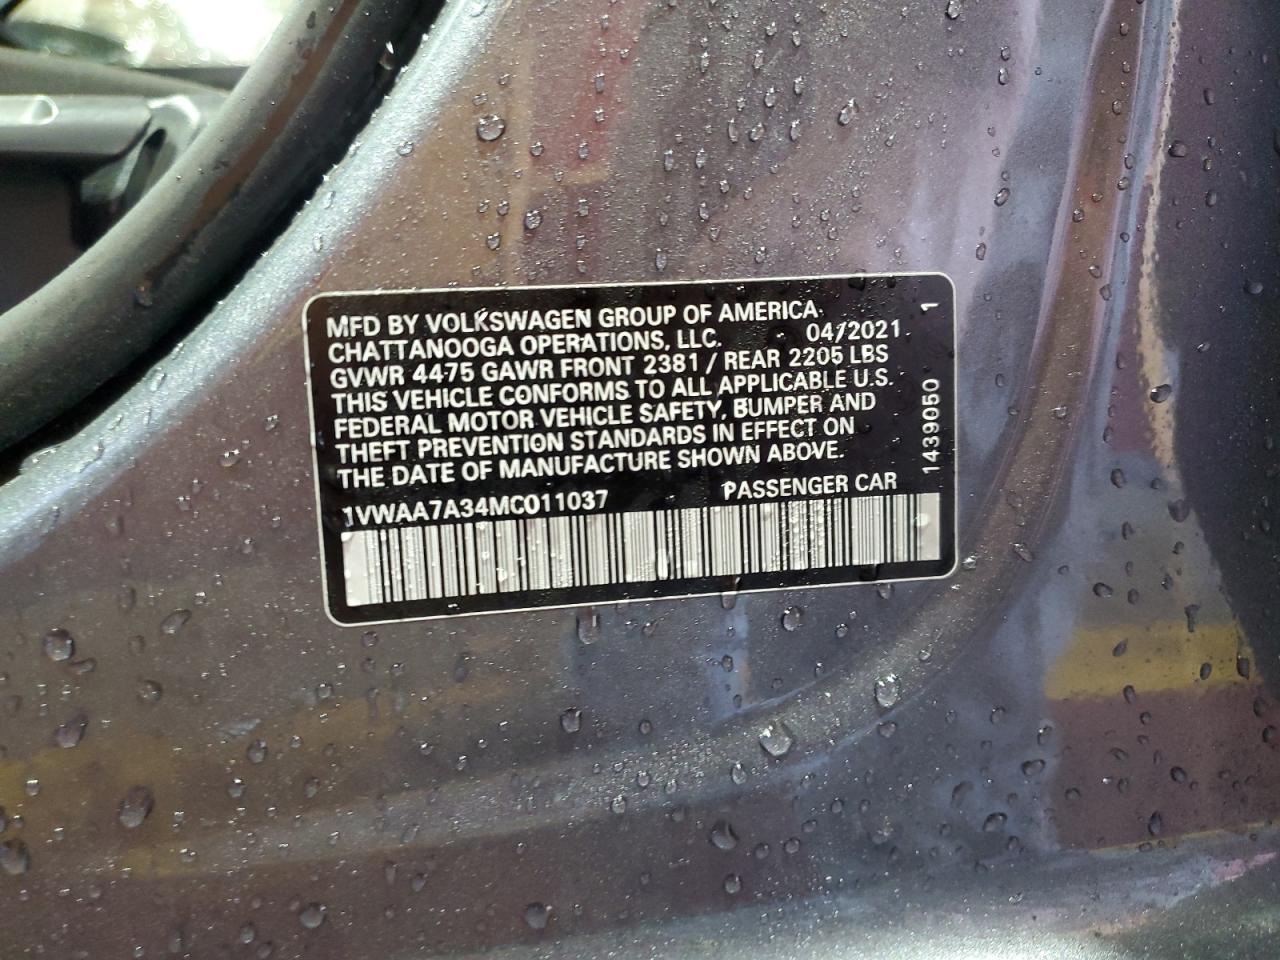 MFD BY VOLKSWAGEN GROUP OF AMERICA
CHATTANOOGA OPERATIONS, LLC. 04/2021
GVWR 4475 GAWR FRONT 2381 / REAR 2205 LBS
THIS VEHICLE CONFORMS TO ALL APPLICABLE U.S.
FEDERAL MOTOR VEHICLE SAFETY, BUMPER AND
THEFT PREVENTION STANDARDS IN EFFECT ON
THE DATE OF MANUFACTURE SHOWN ABOVE.
1VWAA7A34MC011037 PASSENGER CAR
1439050 1